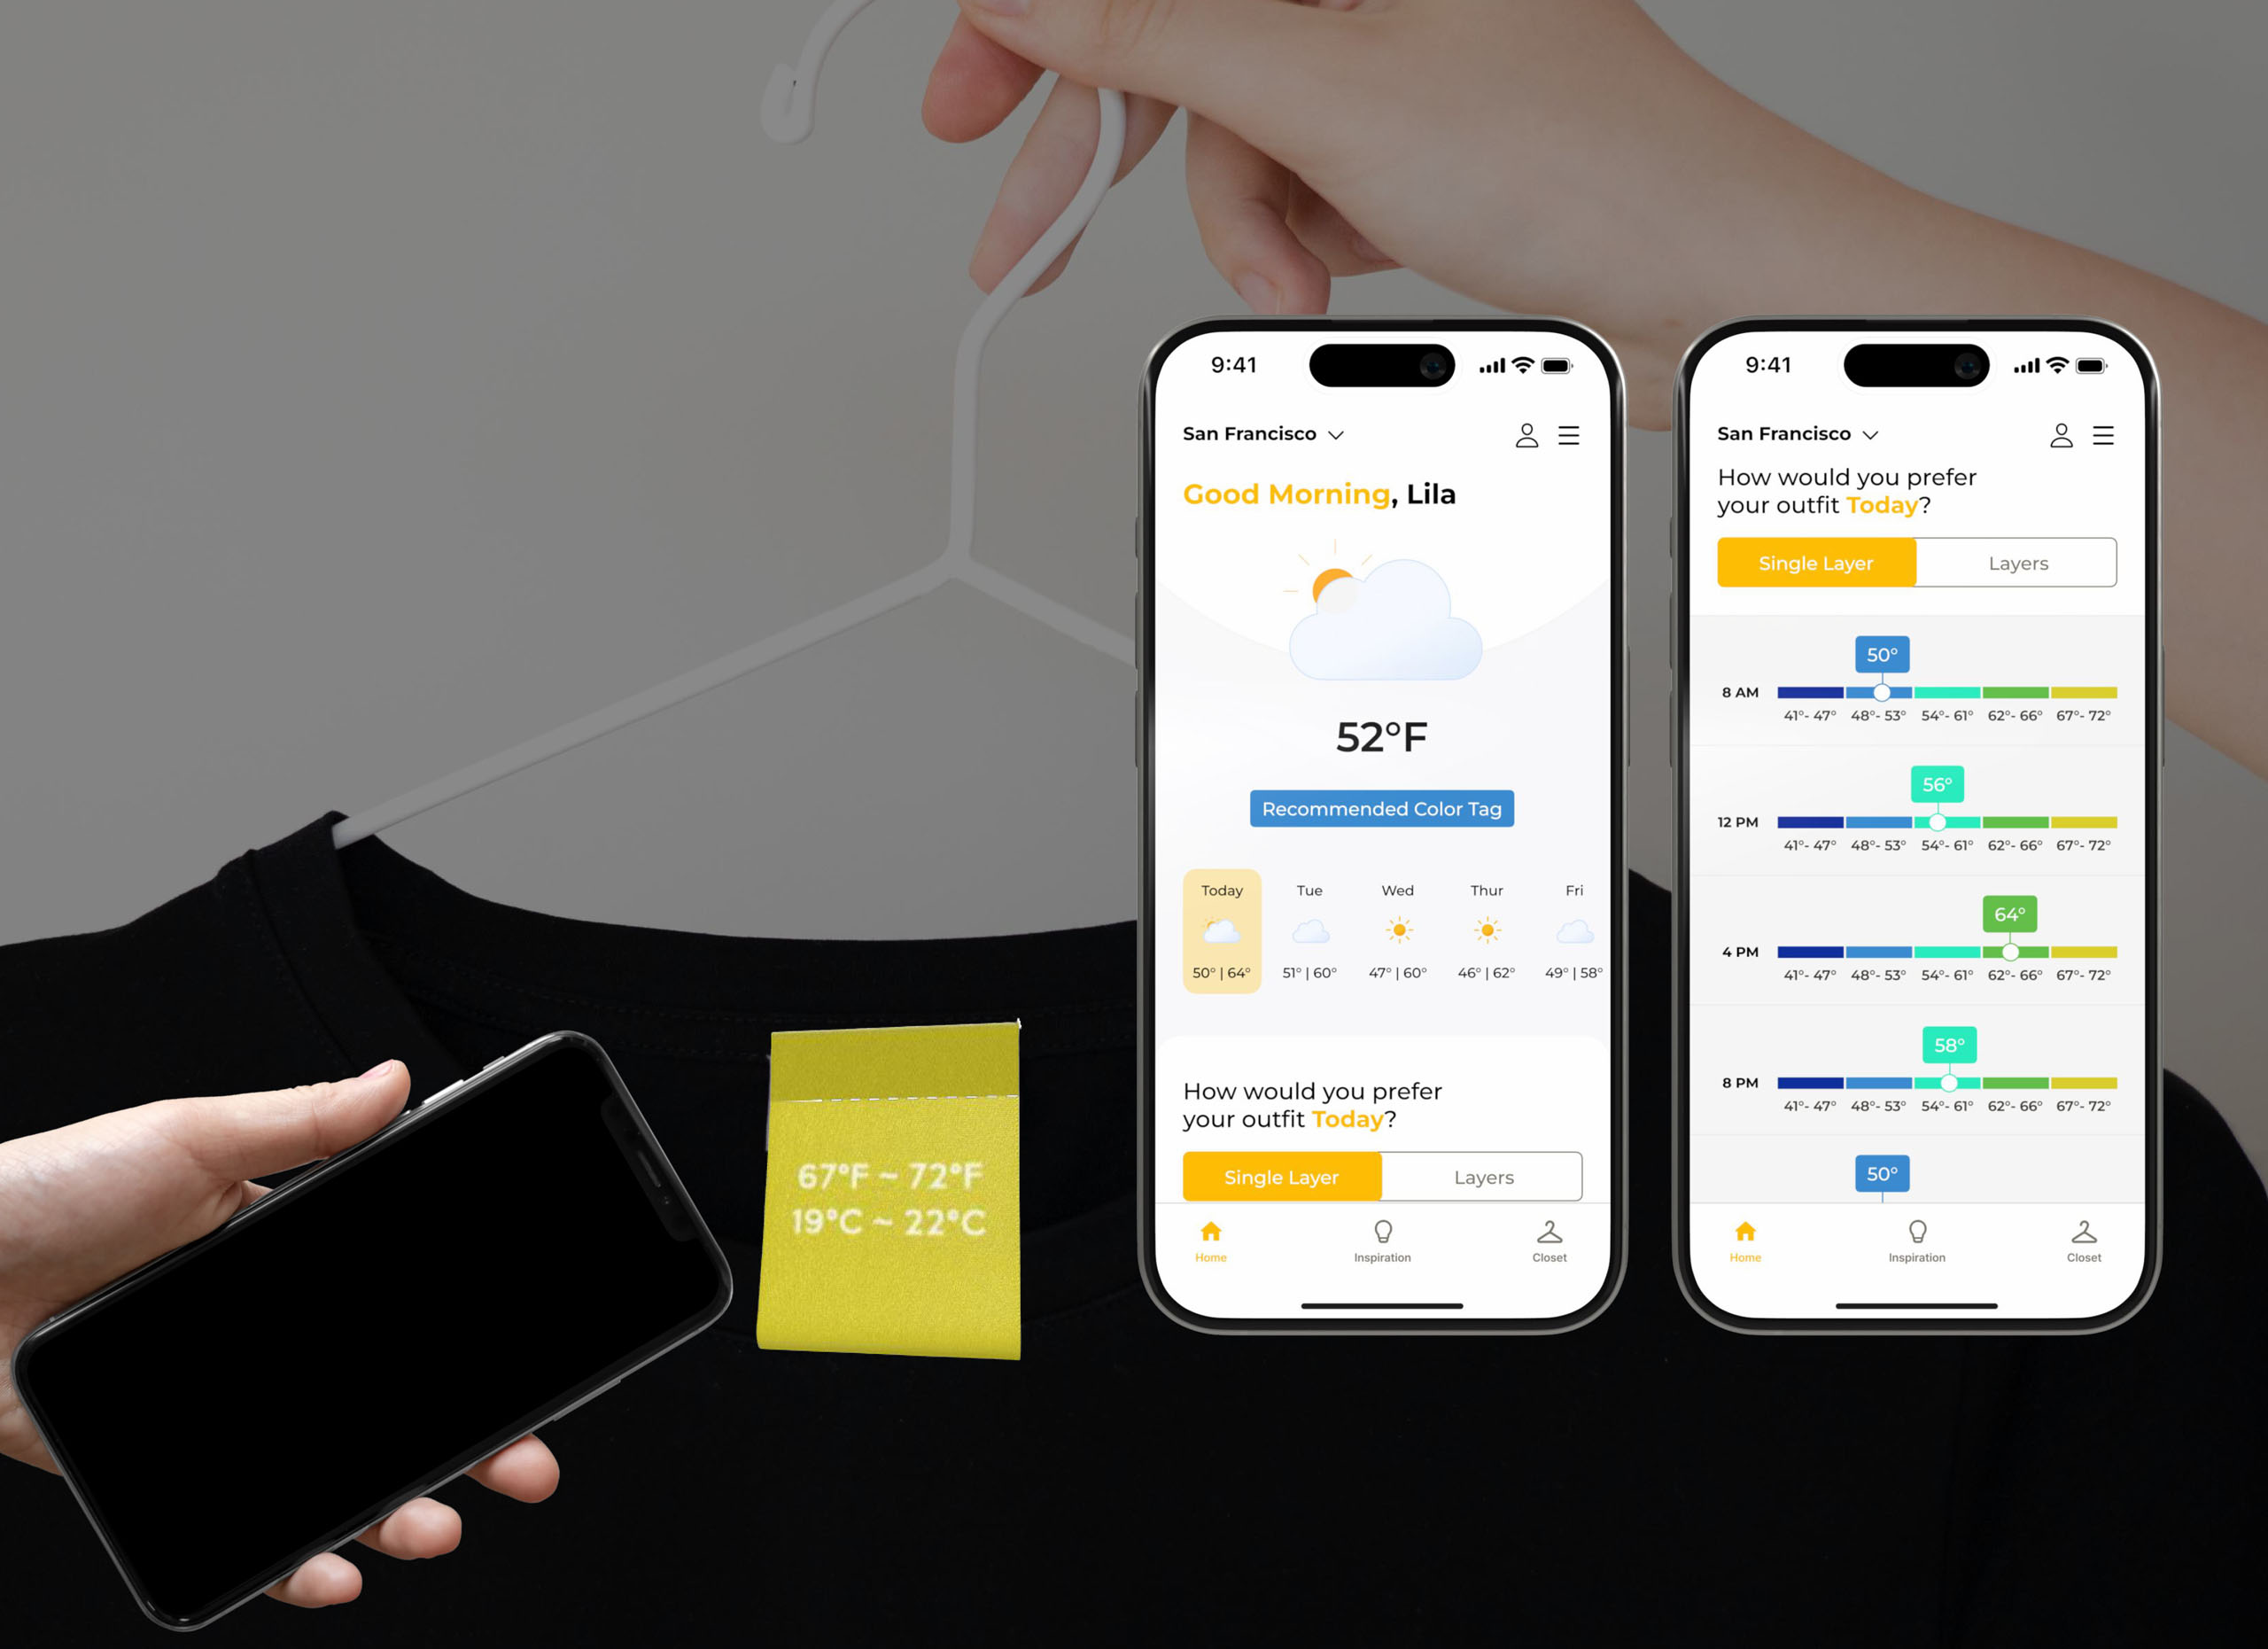 67°F ~ 72°F
19°C ~ 22°C
9:41
San Francisco
Good Morning, Lila
52°F
Recommended Color Tag
Today Tue Wed Thur Fri
50° | 64° 51° | 60° 47° | 60° 46° | 62° 49° | 58°
How would you prefer
your outfit Today?
Single Layer Layers
Home Inspiration Closet
9:41
San Francisco
How would you prefer
your outfit Today?
Single Layer Layers
50°
8 AM
41°- 47° 48°- 53° 54°- 61° 62°- 66° 67°- 72°
56°
12 PM
41°- 47° 48°- 53° 54°- 61° 62°- 66° 67°- 72°
64°
4 PM
41°- 47° 48°- 53° 54°- 61° 62°- 66° 67°- 72°
58°
8 PM
41°- 47° 48°- 53° 54°- 61° 62°- 66° 67°- 72°
50°
Home Inspiration Closet